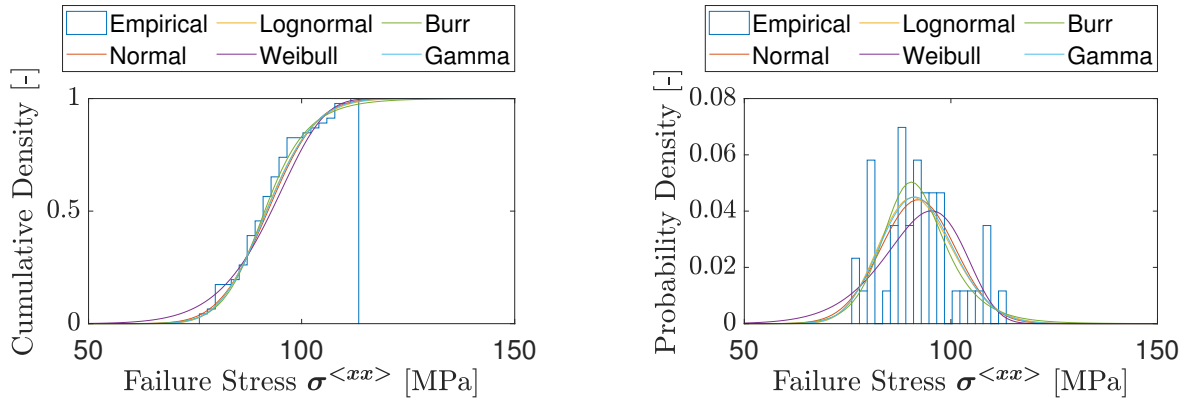 Empirical Lognormal Burr
Normal Weibull Gamma
Cumulative Density [-]
1
0.5
0
50 100 150
Failure Stress σ^{<xx>} [MPa]
Empirical Lognormal Burr
Normal Weibull Gamma
Probability Density [-]
0.08
0.06
0.04
0.02
0
50 100 150
Failure Stress σ^{<xx>} [MPa]